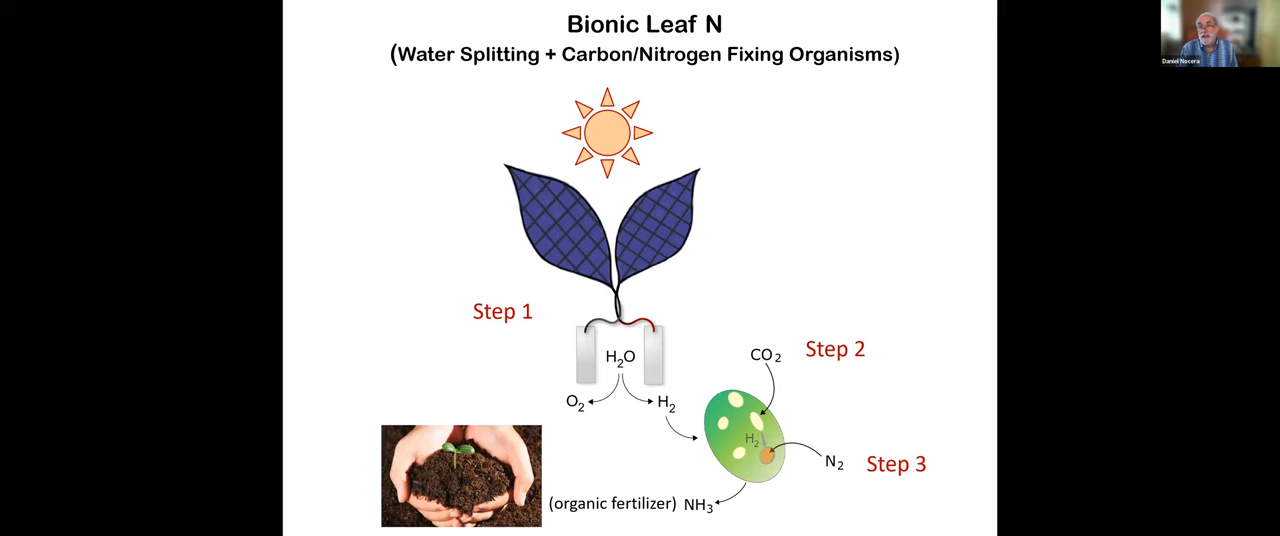 Bionic Leaf N
(Water Splitting + Carbon/Nitrogen Fixing Organisms)
Daniel Nocera
Step 1
H₂O
CO₂
Step 2
O₂
H₂
H₂
N₂
Step 3
(organic fertilizer) NH₃